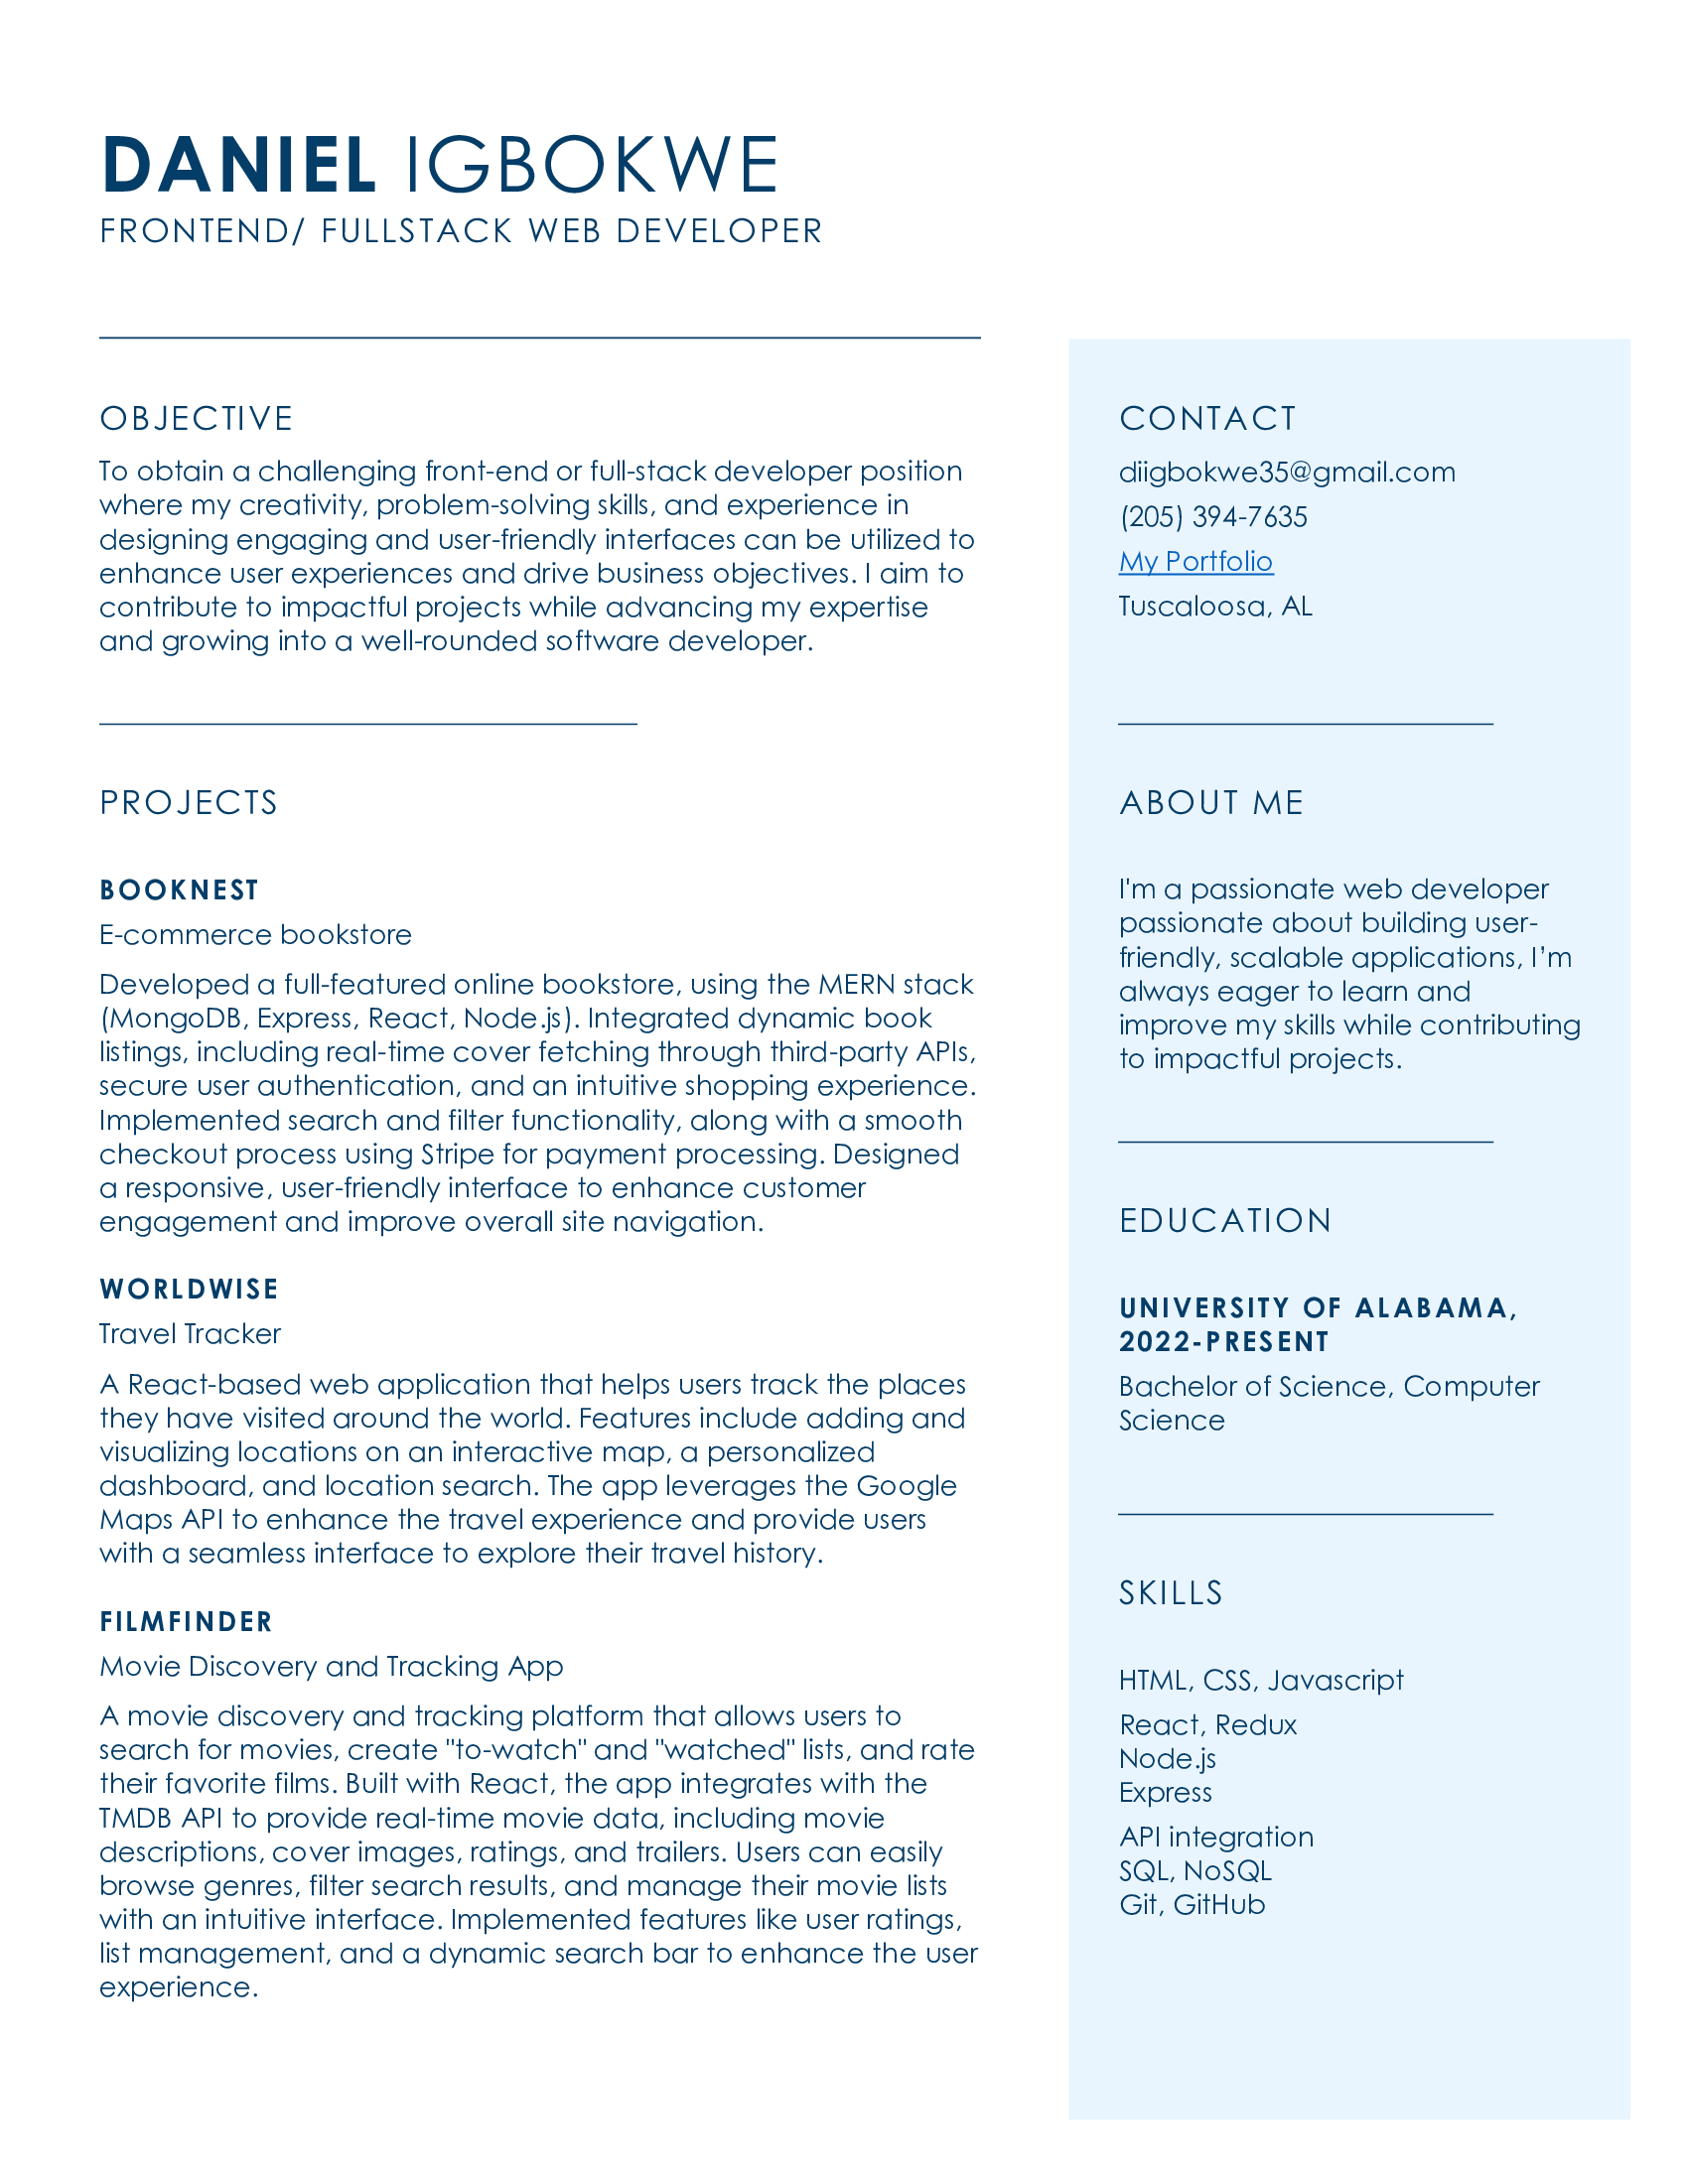 DANIEL IGBOKWE
FRONTEND/ FULLSTACK WEB DEVELOPER
OBJECTIVE
To obtain a challenging front-end or full-stack developer position
where my creativity, problem-solving skills, and experience in
designing engaging and user-friendly interfaces can be utilized to
enhance user experiences and drive business objectives. I aim to
contribute to impactful projects while advancing my expertise
and growing into a well-rounded software developer.
PROJECTS
BOOKNEST
E-commerce bookstore
Developed a full-featured online bookstore, using the MERN stack
(MongoDB, Express, React, Node.js). Integrated dynamic book
listings, including real-time cover fetching through third-party APIs,
secure user authentication, and an intuitive shopping experience.
Implemented search and filter functionality, along with a smooth
checkout process using Stripe for payment processing. Designed
a responsive, user-friendly interface to enhance customer
engagement and improve overall site navigation.
WORLDWISE
Travel Tracker
A React-based web application that helps users track the places
they have visited around the world. Features include adding and
visualizing locations on an interactive map, a personalized
dashboard, and location search. The app leverages the Google
Maps API to enhance the travel experience and provide users
with a seamless interface to explore their travel history.
FILMFINDER
Movie Discovery and Tracking App
A movie discovery and tracking platform that allows users to
search for movies, create "to-watch" and "watched" lists, and rate
their favorite films. Built with React, the app integrates with the
TMDB API to provide real-time movie data, including movie
descriptions, cover images, ratings, and trailers. Users can easily
browse genres, filter search results, and manage their movie lists
with an intuitive interface. Implemented features like user ratings,
list management, and a dynamic search bar to enhance the user
experience.
CONTACT
diigbokwe35@gmail.com
(205) 394-7635
My Portfolio
Tuscaloosa, AL
ABOUT ME
I'm a passionate web developer
passionate about building user-
friendly, scalable applications, I’m
always eager to learn and
improve my skills while contributing
to impactful projects.
EDUCATION
UNIVERSITY OF ALABAMA,
2022-PRESENT
Bachelor of Science, Computer
Science
SKILLS
HTML, CSS, Javascript
React, Redux
Node.js
Express
API integration
SQL, NoSQL
Git, GitHub